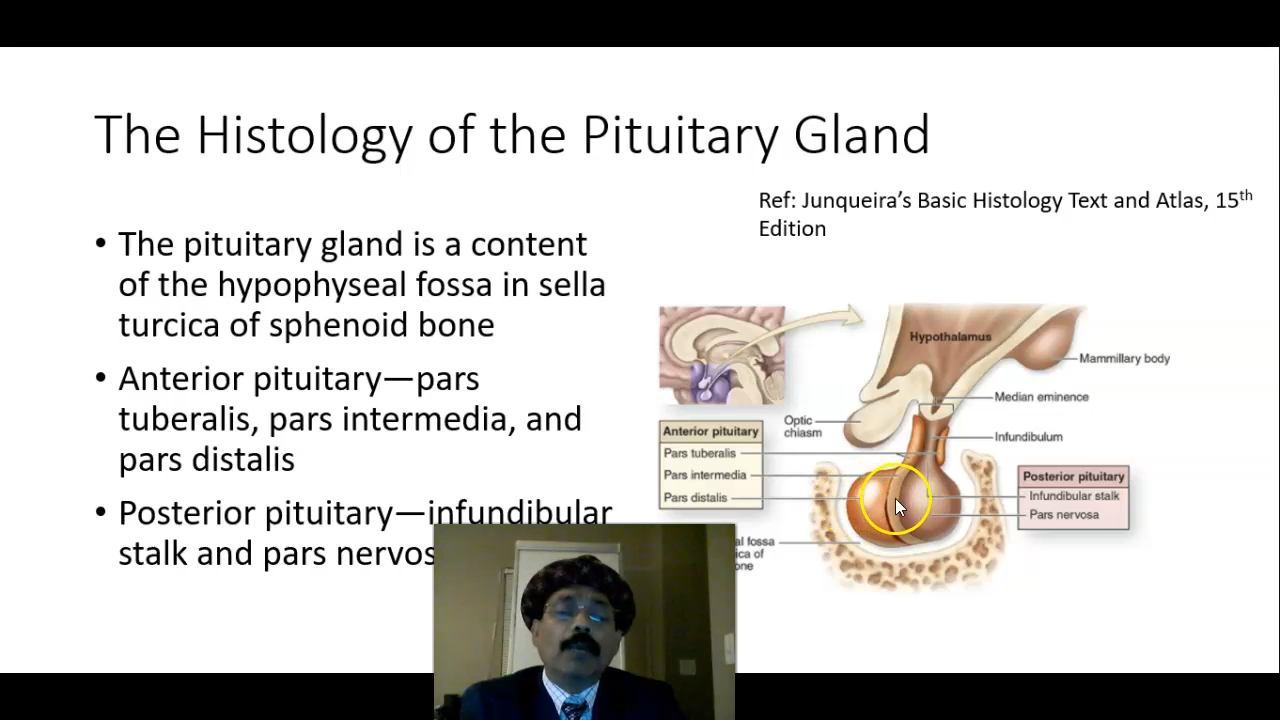 The Histology of the Pituitary Gland
Ref: Junqueira's Basic Histology Text and Atlas, 15th
Edition
• The pituitary gland is a content
of the hypophyseal fossa in sella
turcica of sphenoid bone
• Anterior pituitary—pars
tuberalis, pars intermedia, and
pars distalis
• Posterior pituitary—infundibular
stalk and pars nervos
Hypothalamus
Mammillary body
Median eminence
Optic
chiasm
Infundibulum
Anterior pituitary
Pars tuberalis
Pars intermedia
Pars distalis
Posterior pituitary
Infundibular stalk
Pars nervosa
al fossa
ica of
one